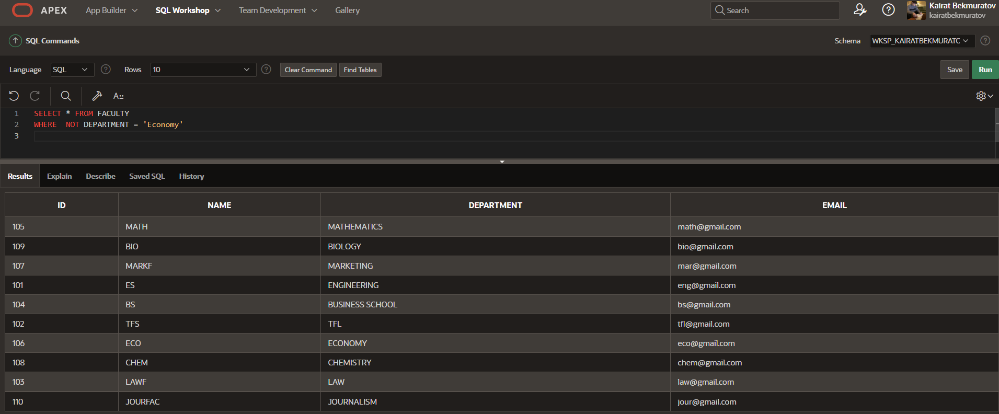 APEX App Builder SQL Workshop Team Development Gallery Search Kairat Bekmuratov
kairatbekmuratov
SQL Commands Schema WKSP_KAIRATBEKMURATC
Language SQL Rows 10 Clear Command Find Tables Save Run
A::
1 SELECT * FROM FACULTY
2 WHERE  NOT DEPARTMENT = 'Economy'
3
Results Explain Describe Saved SQL History
ID NAME DEPARTMENT EMAIL
105 MATH MATHEMATICS math@gmail.com
109 BIO BIOLOGY bio@gmail.com
107 MARKF MARKETING mar@gmail.com
101 ES ENGINEERING eng@gmail.com
104 BS BUSINESS SCHOOL bs@gmail.com
102 TFS TFL tfl@gmail.com
106 ECO ECONOMY eco@gmail.com
108 CHEM CHEMISTRY chem@gmail.com
103 LAWF LAW law@gmail.com
110 JOURFAC JOURNALISM jour@gmail.com